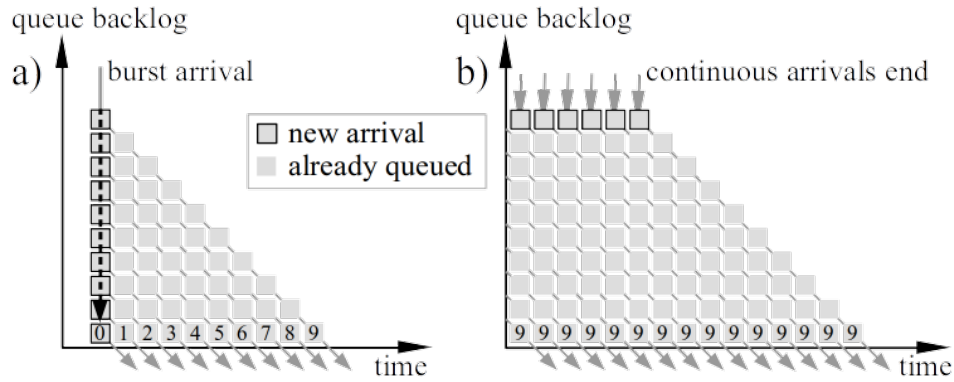 queue backlog
a)
burst arrival
new arrival
already queued
0 1 2 3 4 5 6 7 8 9
time
queue backlog
b)
continuous arrivals end
9 9 9 9 9 9 9 9 9 9 9 9 9 9 9
time